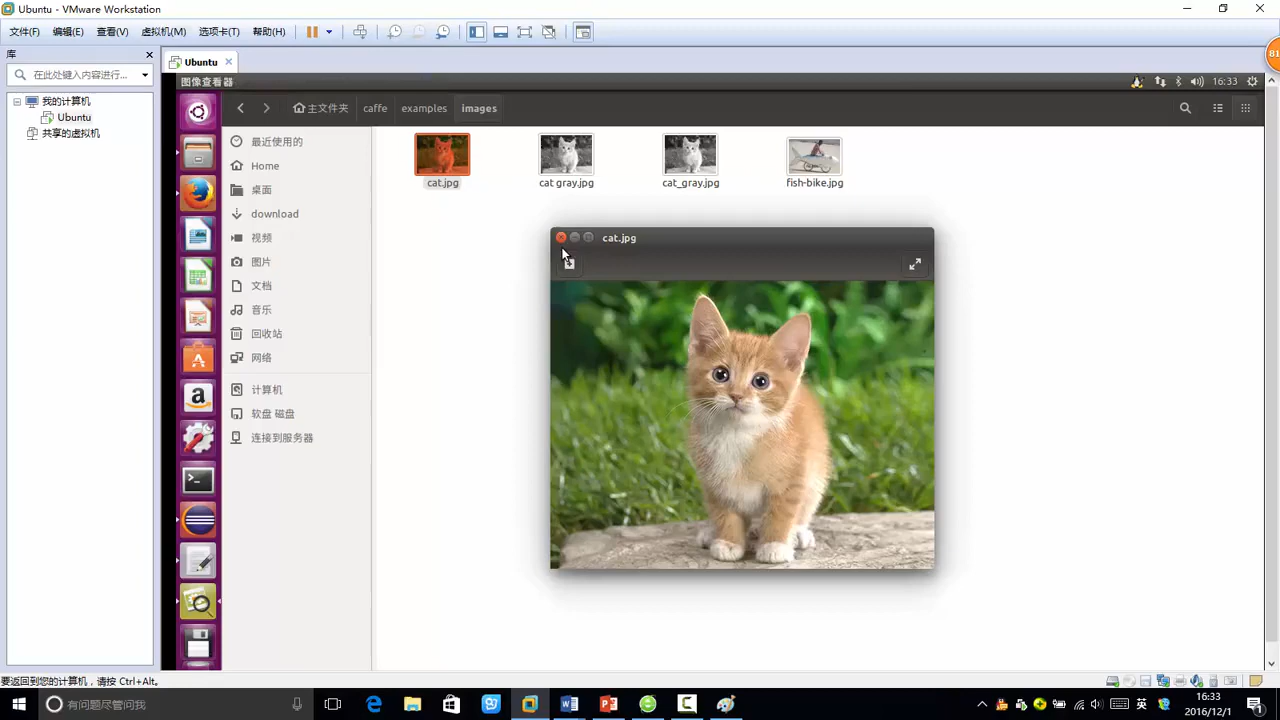 Ubuntu - VMware Workstation
文件(F) 编辑(E) 查看(V) 虚拟机(M) 选项卡(T) 帮助(H)
库
在此处键入内容进行...
我的计算机
Ubuntu
共享的虚拟机
Ubuntu
81
图像查看器
16:33
主文件夹 caffe examples images
最近使用的
Home
桌面
download
视频
图片
文档
音乐
回收站
网络
计算机
软盘 磁盘
连接到服务器
cat.jpg
cat gray.jpg
cat_gray.jpg
fish-bike.jpg
cat.jpg
要返回到您的计算机，请按 Ctrl+Alt。
有问题尽管问我
英
16:33
2016/12/1